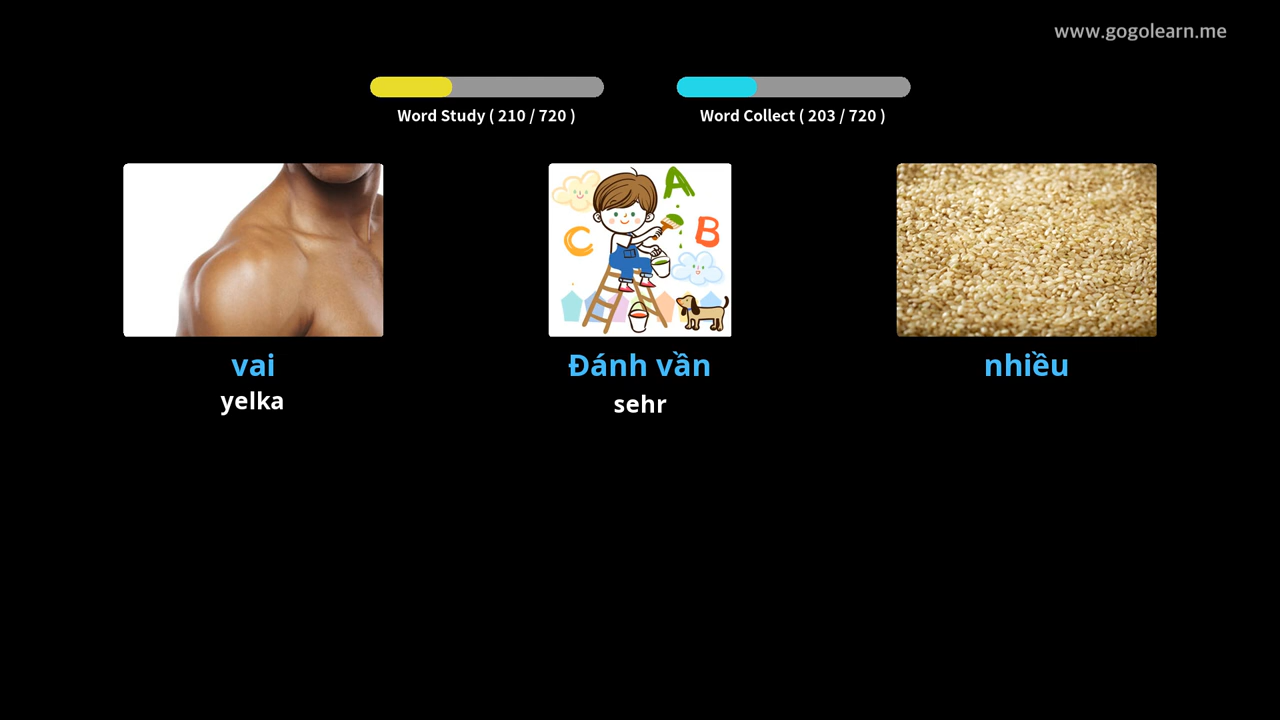 www.gogolearn.me
Word Study ( 210 / 720 )
Word Collect ( 203 / 720 )
A
B
C
vai
Đánh vần
nhiều
yelka
sehr